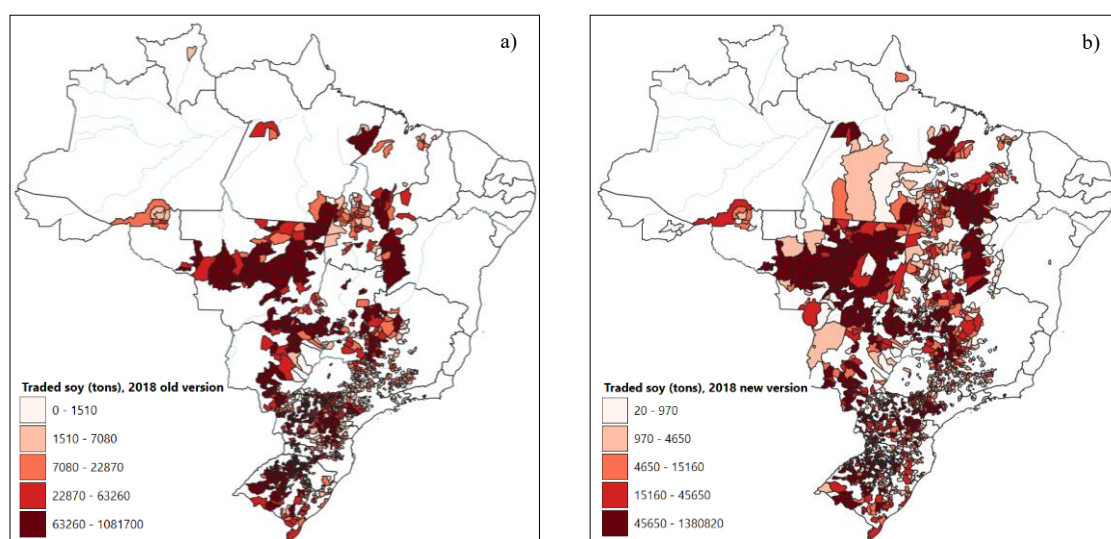 a)
Traded soy (tons), 2018 old version
0 - 1510
1510 - 7080
7080 - 22870
22870 - 63260
63260 - 1081700
b)
Traded soy (tons), 2018 new version
20 - 970
970 - 4650
4650 - 15160
15160 - 45650
45650 - 1380820